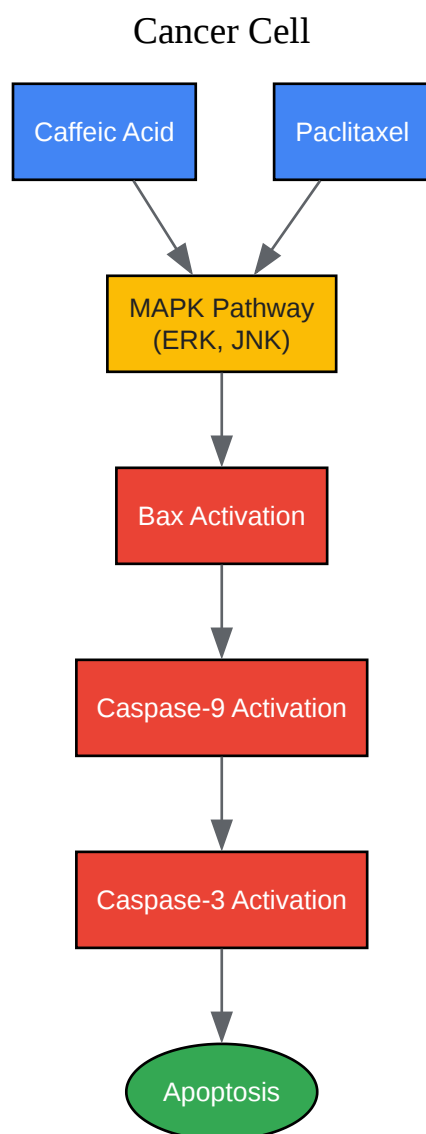 Cancer Cell
Caffeic Acid
Paclitaxel
MAPK Pathway
(ERK, JNK)
Bax Activation
Caspase-9 Activation
Caspase-3 Activation
Apoptosis